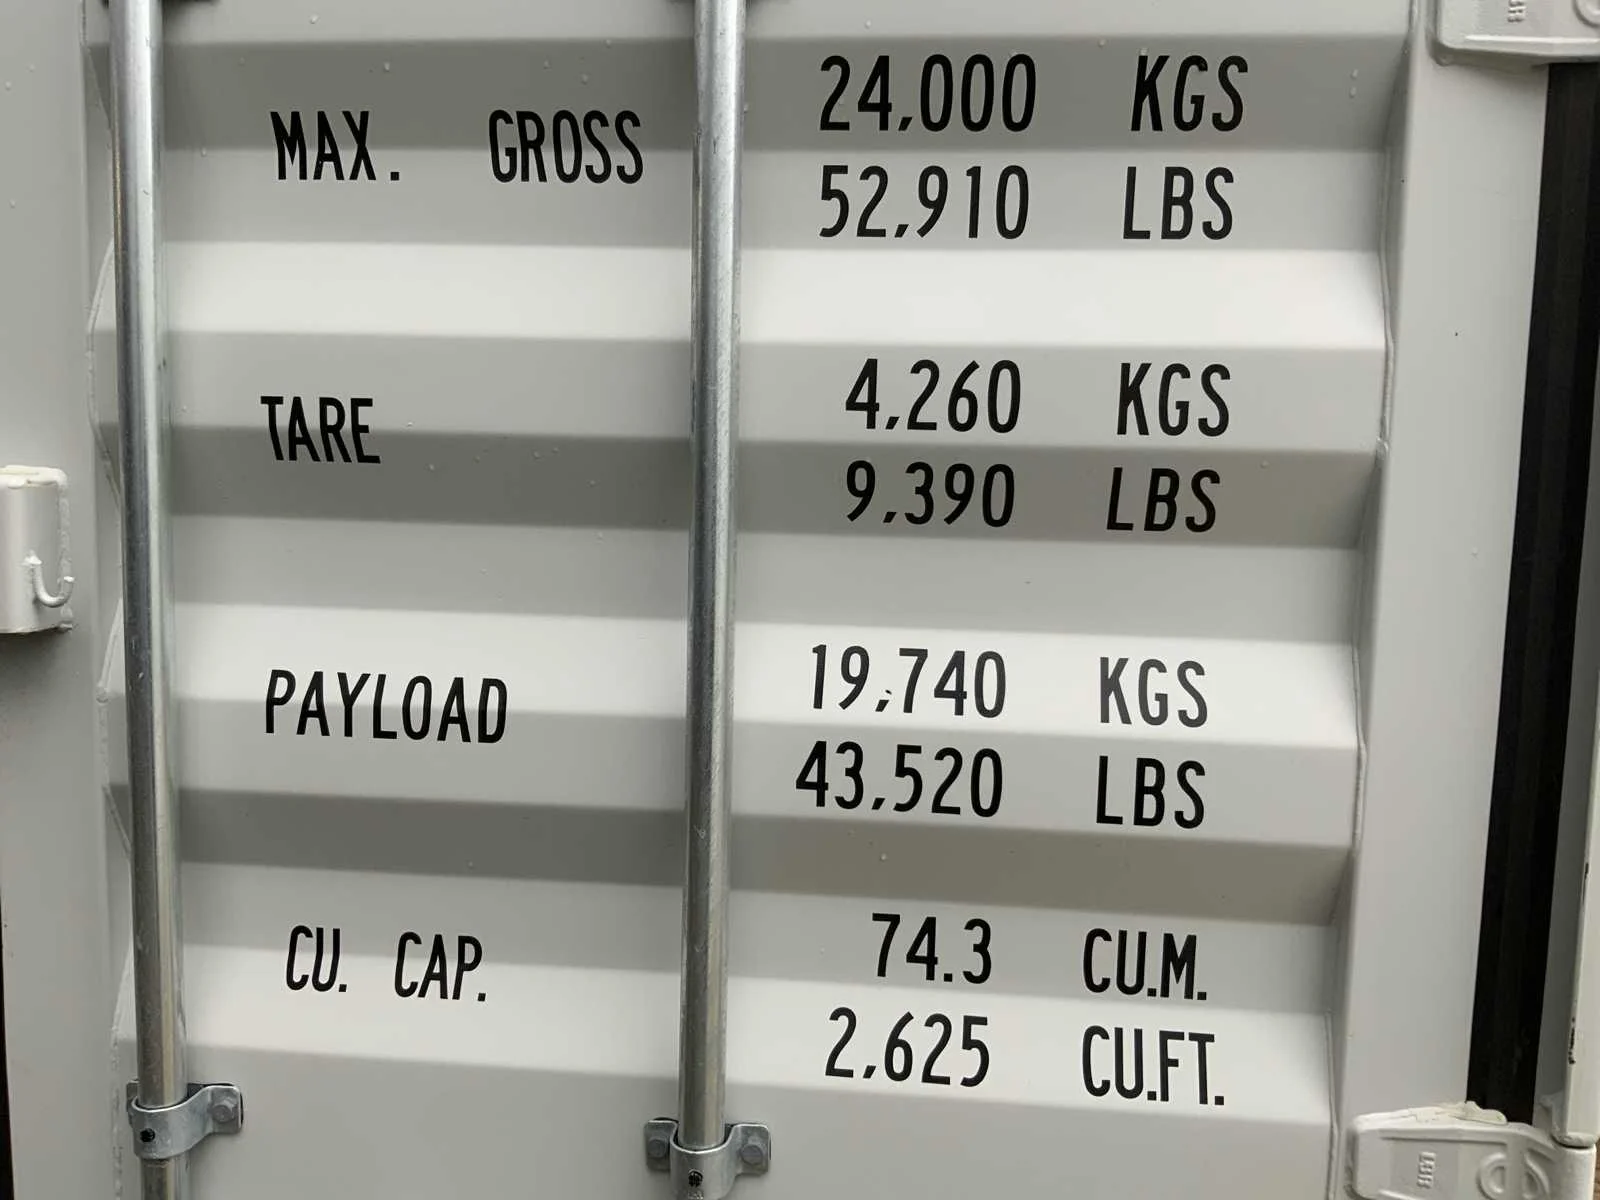 MAX. GROSS 24,000 KGS
52,910 LBS
TARE 4,260 KGS
9,390 LBS
PAYLOAD 19,740 KGS
43,520 LBS
CU. CAP. 74.3 CU.M.
2,625 CU.FT.